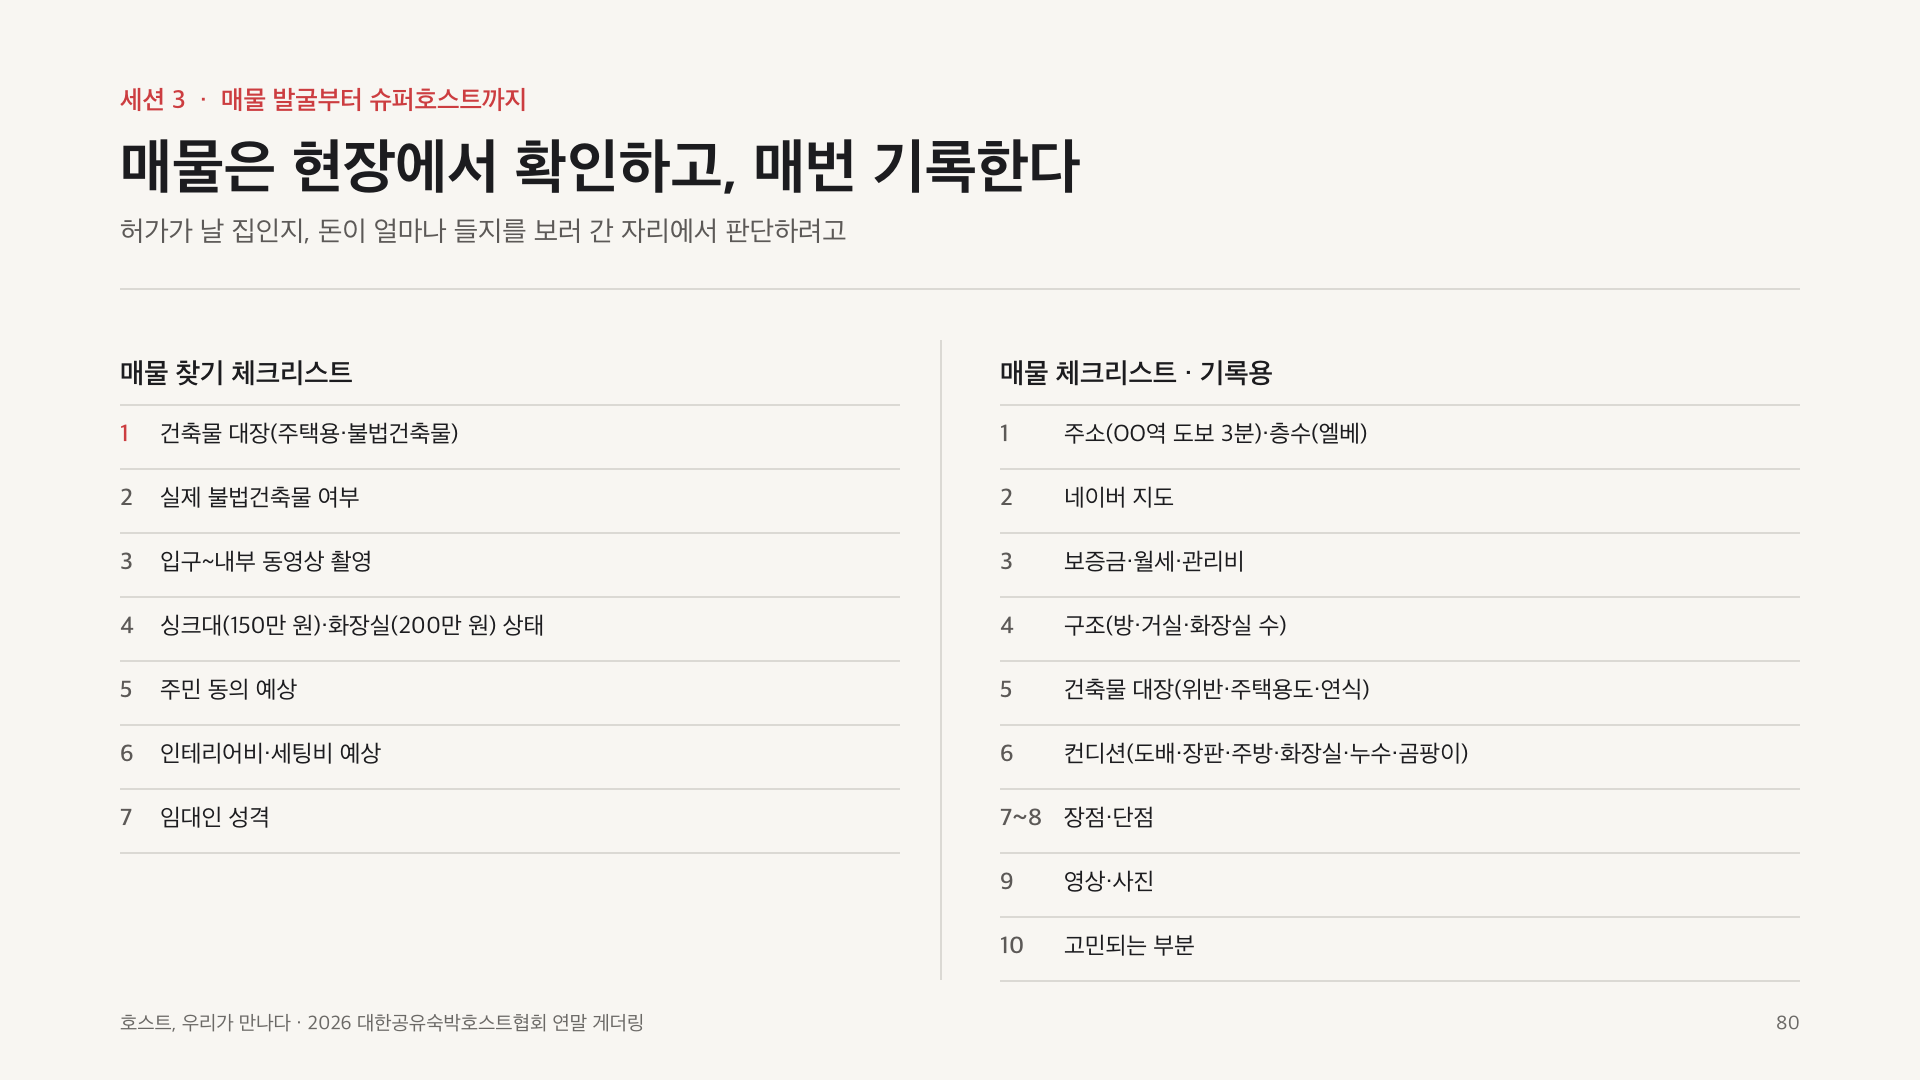 세션 3 · 매물 발굴부터 슈퍼호스트까지
매물은 현장에서 확인하고, 매번 기록한다
허가가 날 집인지, 돈이 얼마나 들지를 보러 간 자리에서 판단하려고
매물 찾기 체크리스트
1 건축물 대장(주택용·불법건축물)
2 실제 불법건축물 여부
3 입구~내부 동영상 촬영
4 싱크대(150만 원)·화장실(200만 원) 상태
5 주민 동의 예상
6 인테리어비·세팅비 예상
7 임대인 성격
매물 체크리스트 · 기록용
1 주소(OO역 도보 3분)·층수(엘베)
2 네이버 지도
3 보증금·월세·관리비
4 구조(방·거실·화장실 수)
5 건축물 대장(위반·주택용도·연식)
6 컨디션(도배·장판·주방·화장실·누수·곰팡이)
7~8 장점·단점
9 영상·사진
10 고민되는 부분
호스트, 우리가 만나다 · 2026 대한공유숙박호스트협회 연말 게더링
80